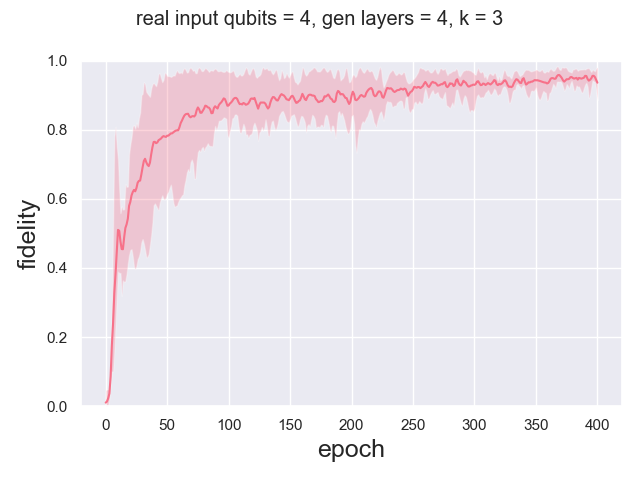 real input qubits = 4, gen layers = 4, k = 3
1.0
0.8
0.6
0.4
0.2
0.0
fidelity
0 50 100 150 200 250 300 350 400
epoch